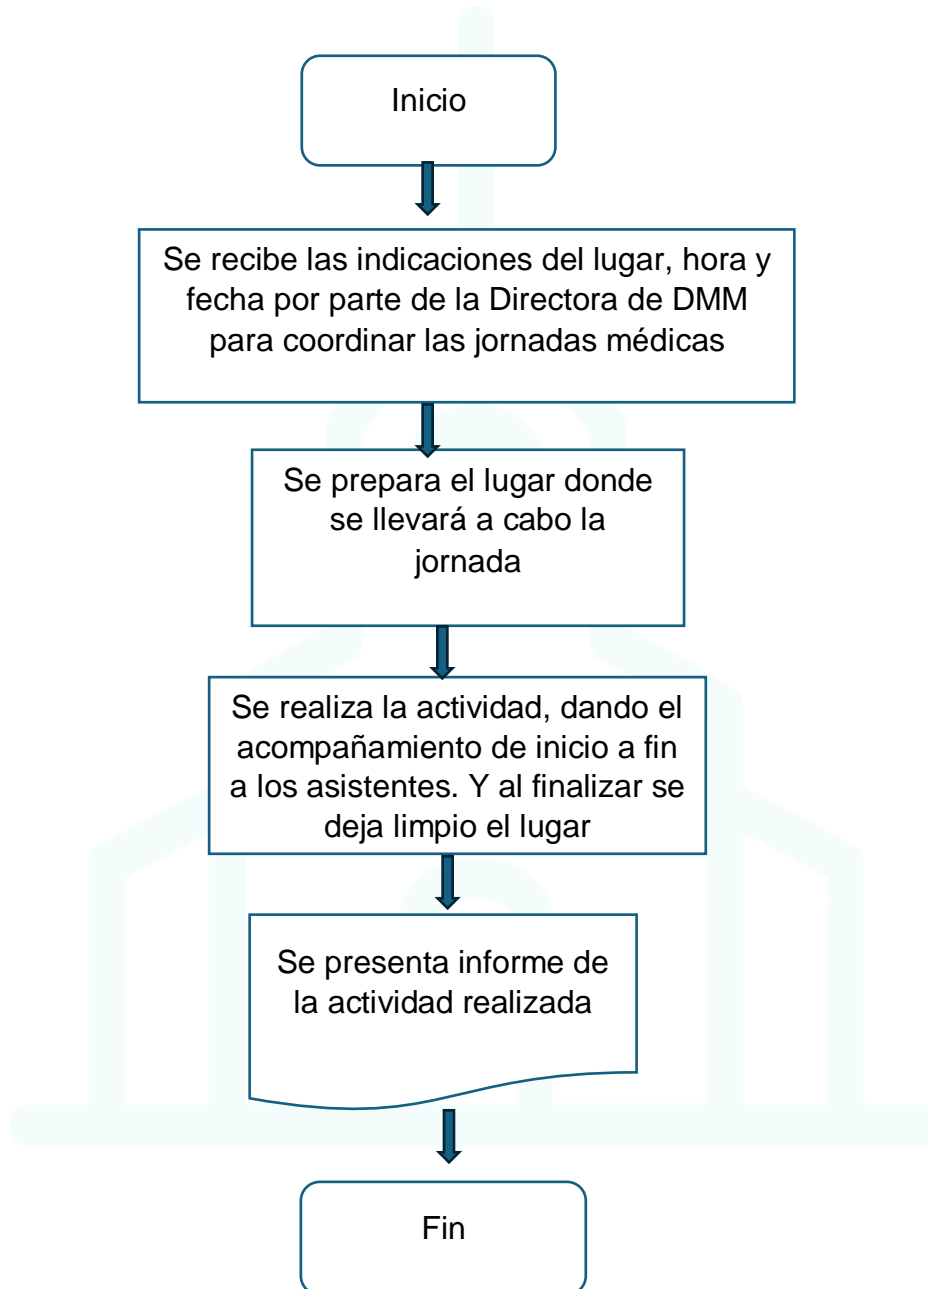 Inicio
Se recibe las indicaciones del lugar, hora y
fecha por parte de la Directora de DMM
para coordinar las jornadas médicas
Se prepara el lugar donde
se llevará a cabo la
jornada
Se realiza la actividad, dando el
acompañamiento de inicio a fin
a los asistentes. Y al finalizar se
deja limpio el lugar
Se presenta informe de
la actividad realizada
Fin